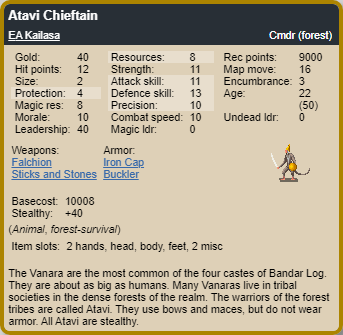 Atavi Chieftain
EA Kailasa Cmdr (forest)
Gold: 40 Resources: 8 Rec points: 9000
Hit points: 12 Strength: 11 Map move: 16
Size: 2 Attack skill: 11 Encumbrance: 3
Protection: 4 Defence skill: 13 Age: 22
Magic res: 8 Precision: 10 (50)
Morale: 10 Combat speed: 10 Undead ldr: 0
Leadership: 40 Magic ldr: 0
Weapons: Armor:
Falchion Iron Cap
Sticks and Stones Buckler
Basecost: 10008
Stealthy: +40
(Animal, forest-survival)
Item slots: 2 hands, head, body, feet, 2 misc
The Vanara are the most common of the four castes of Bandar Log.
They are about as big as humans. Many Vanaras live in tribal
societies in the dense forests of the realm. The warriors of the forest
tribes are called Atavi. They use bows and maces, but do not wear
armor. All Atavi are stealthy.